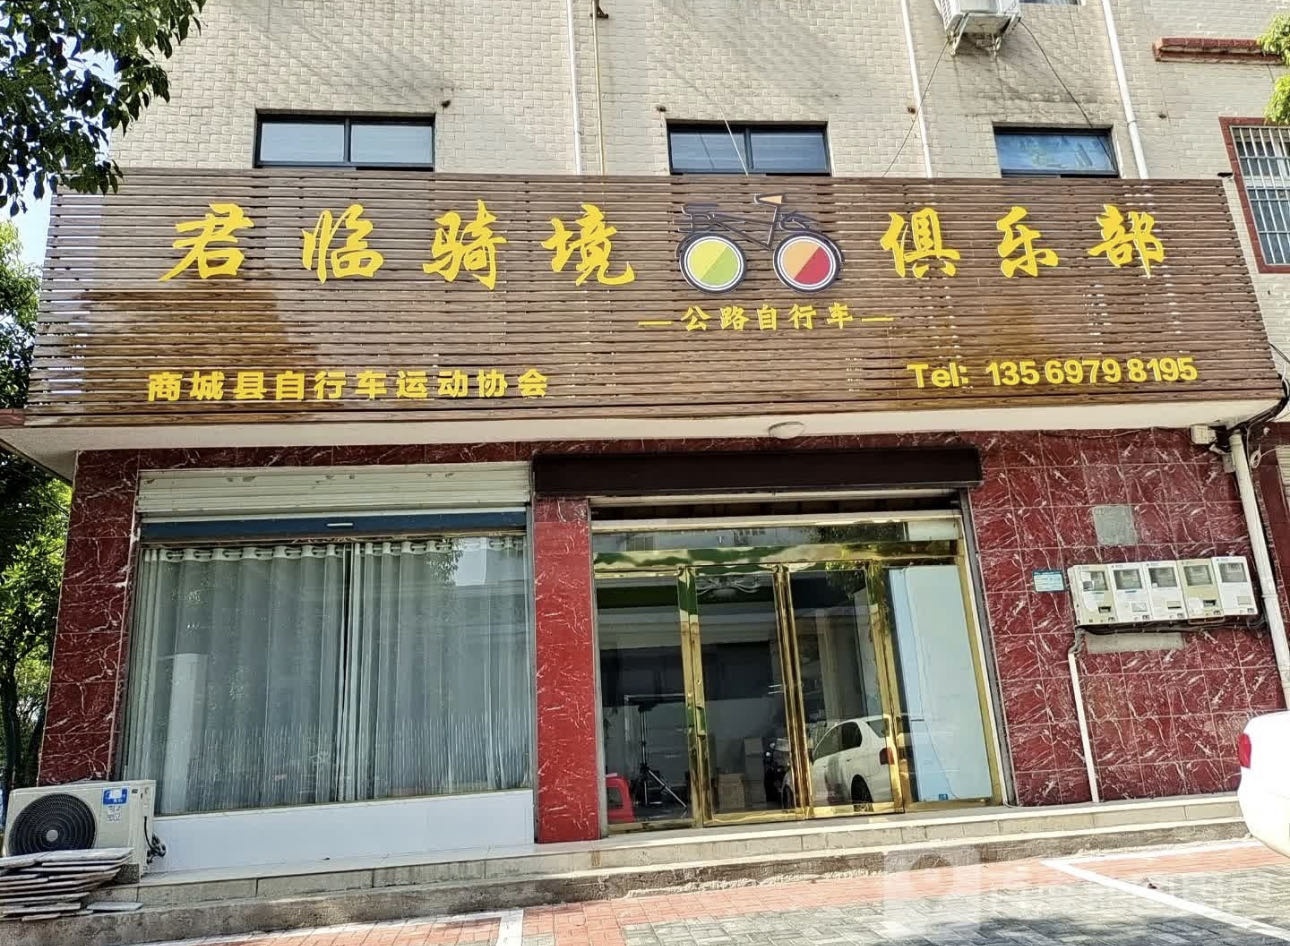 君临骑境 俱乐部
—公路自行车—
商城县自行车运动协会
Tel: 135 6979 8195